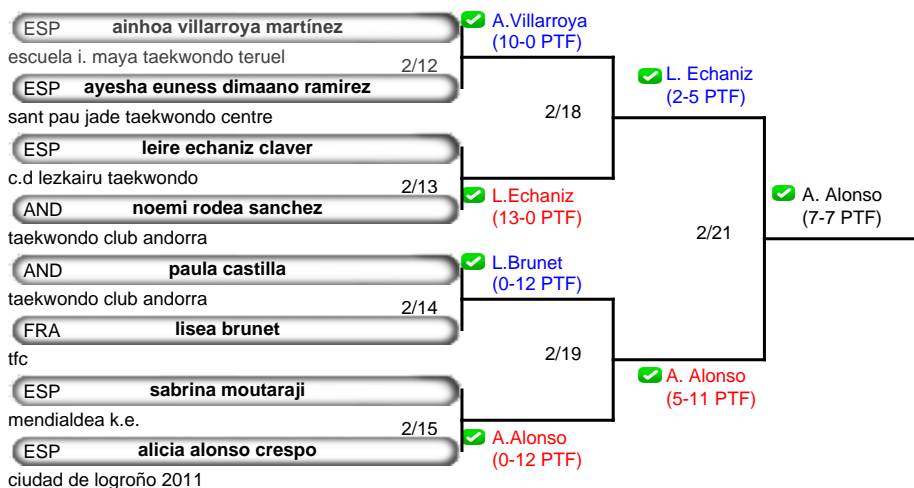 ESP ainhoa villarroya martínez
escuela i. maya taekwondo teruel
2/12
ESP ayesha euness dimaano ramirez
sant pau jade taekwondo centre
ESP leire echaniz claver
c.d lezkairu taekwondo
2/13
AND noemi rodea sanchez
taekwondo club andorra
AND paula castilla
taekwondo club andorra
2/14
FRA lisea brunet
tfc
ESP sabrina moutaraji
mendialdea k.e.
2/15
ESP alicia alonso crespo
ciudad de logroño 2011
A.Villarroya
(10-0 PTF)
2/18
L.Echaniz
(13-0 PTF)
L.Brunet
(0-12 PTF)
2/19
A.Alonso
(0-12 PTF)
L. Echaniz
(2-5 PTF)
2/21
A. Alonso
(5-11 PTF)
A. Alonso
(7-7 PTF)